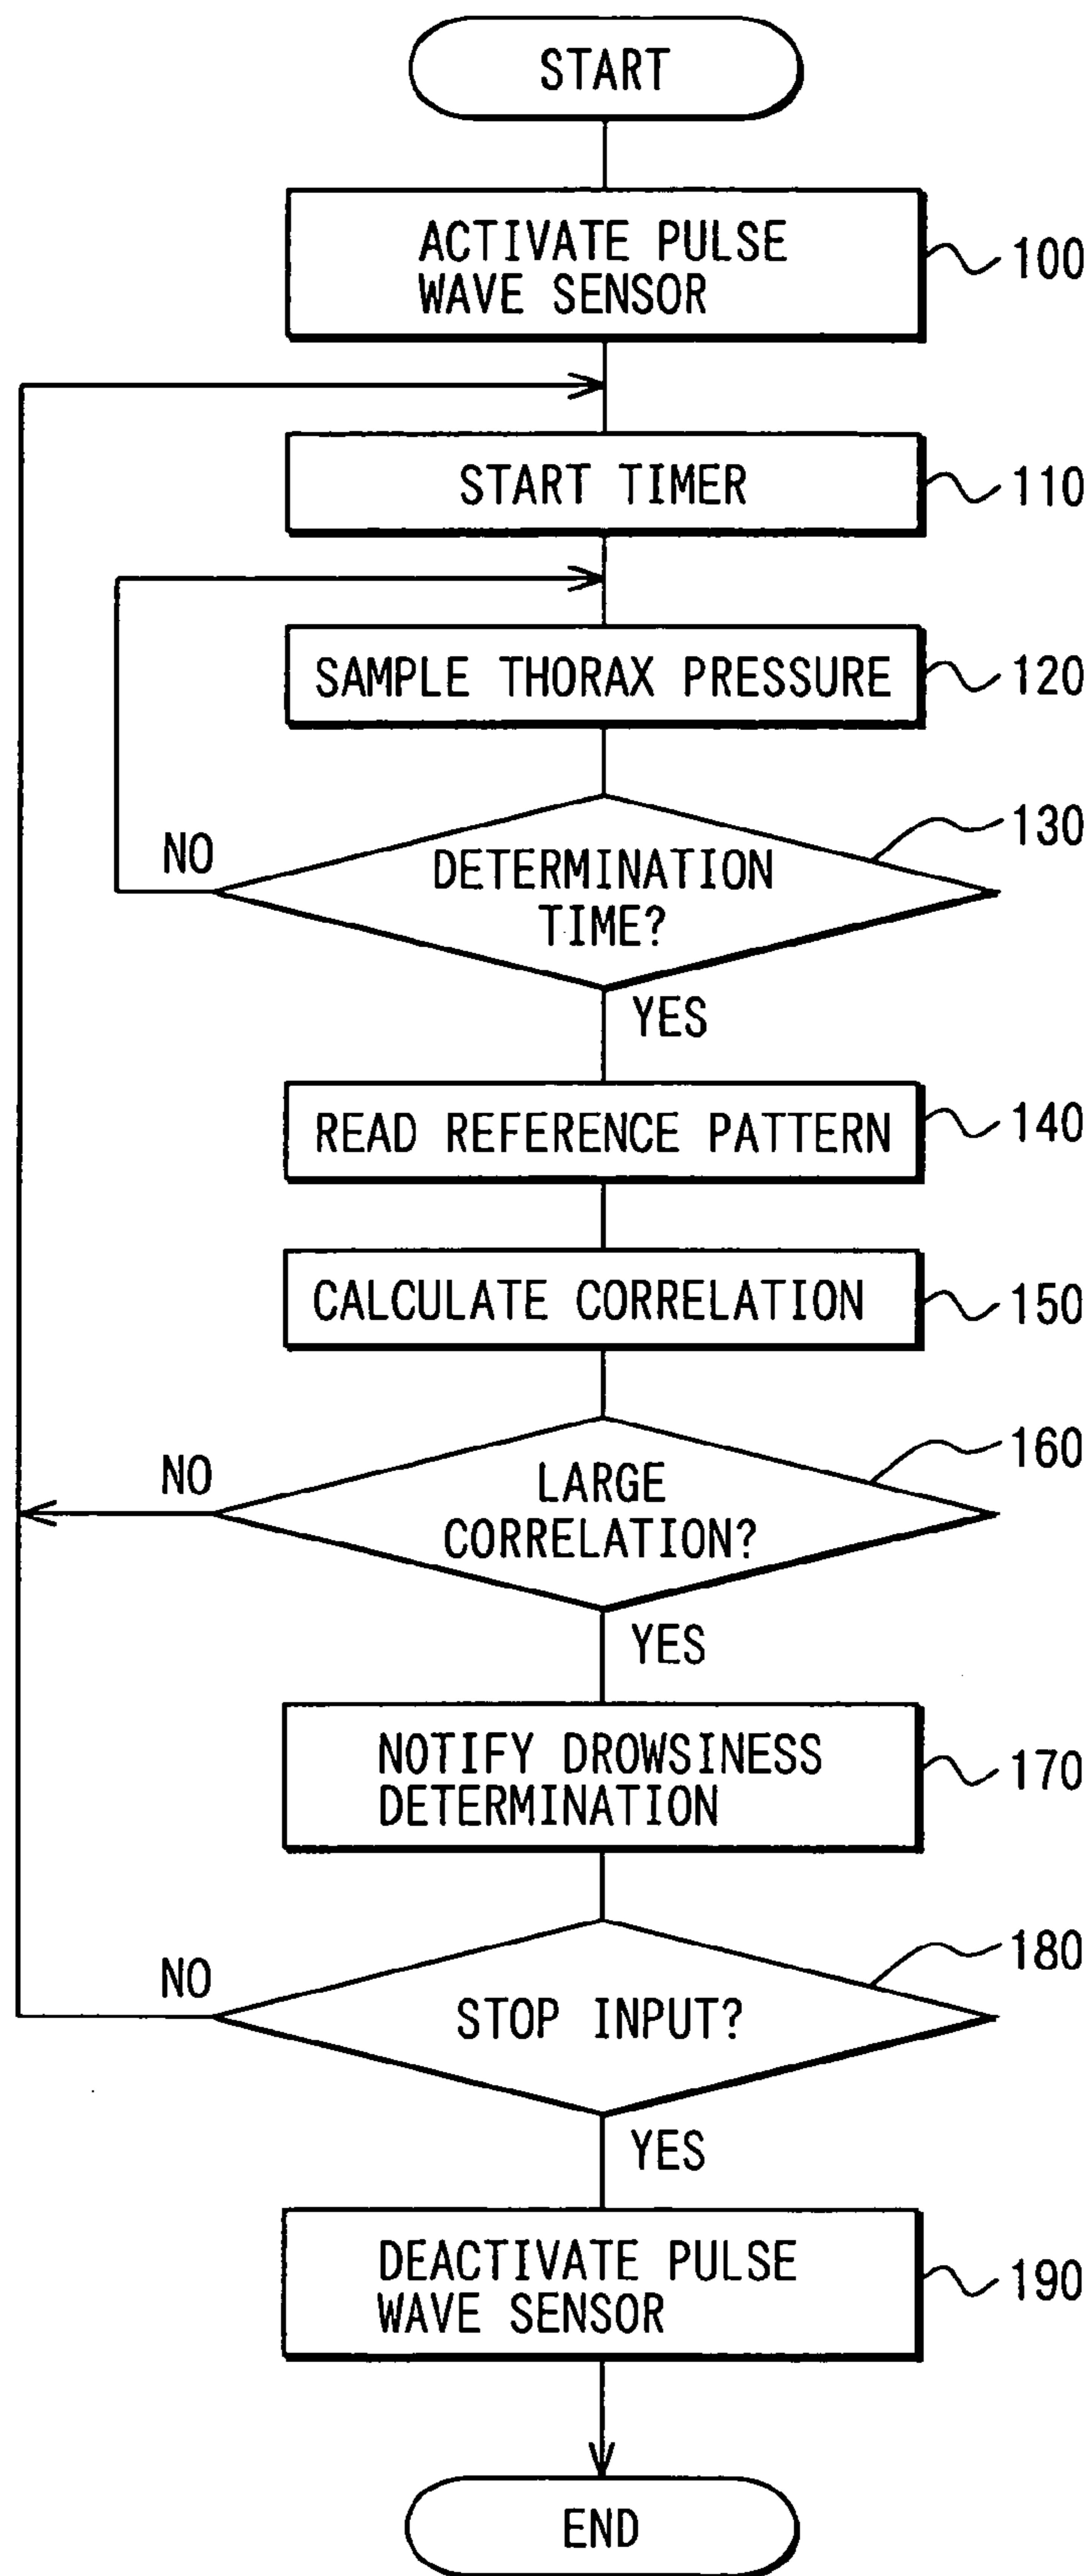 START
ACTIVATE PULSE
WAVE SENSOR
100
START TIMER
110
SAMPLE THORAX PRESSURE
120
130
NO
DETERMINATION
TIME?
YES
READ REFERENCE PATTERN
140
CALCULATE CORRELATION
150
160
NO
LARGE
CORRELATION?
YES
NOTIFY DROWSINESS
DETERMINATION
170
180
NO
STOP INPUT?
YES
DEACTIVATE PULSE
WAVE SENSOR
190
END